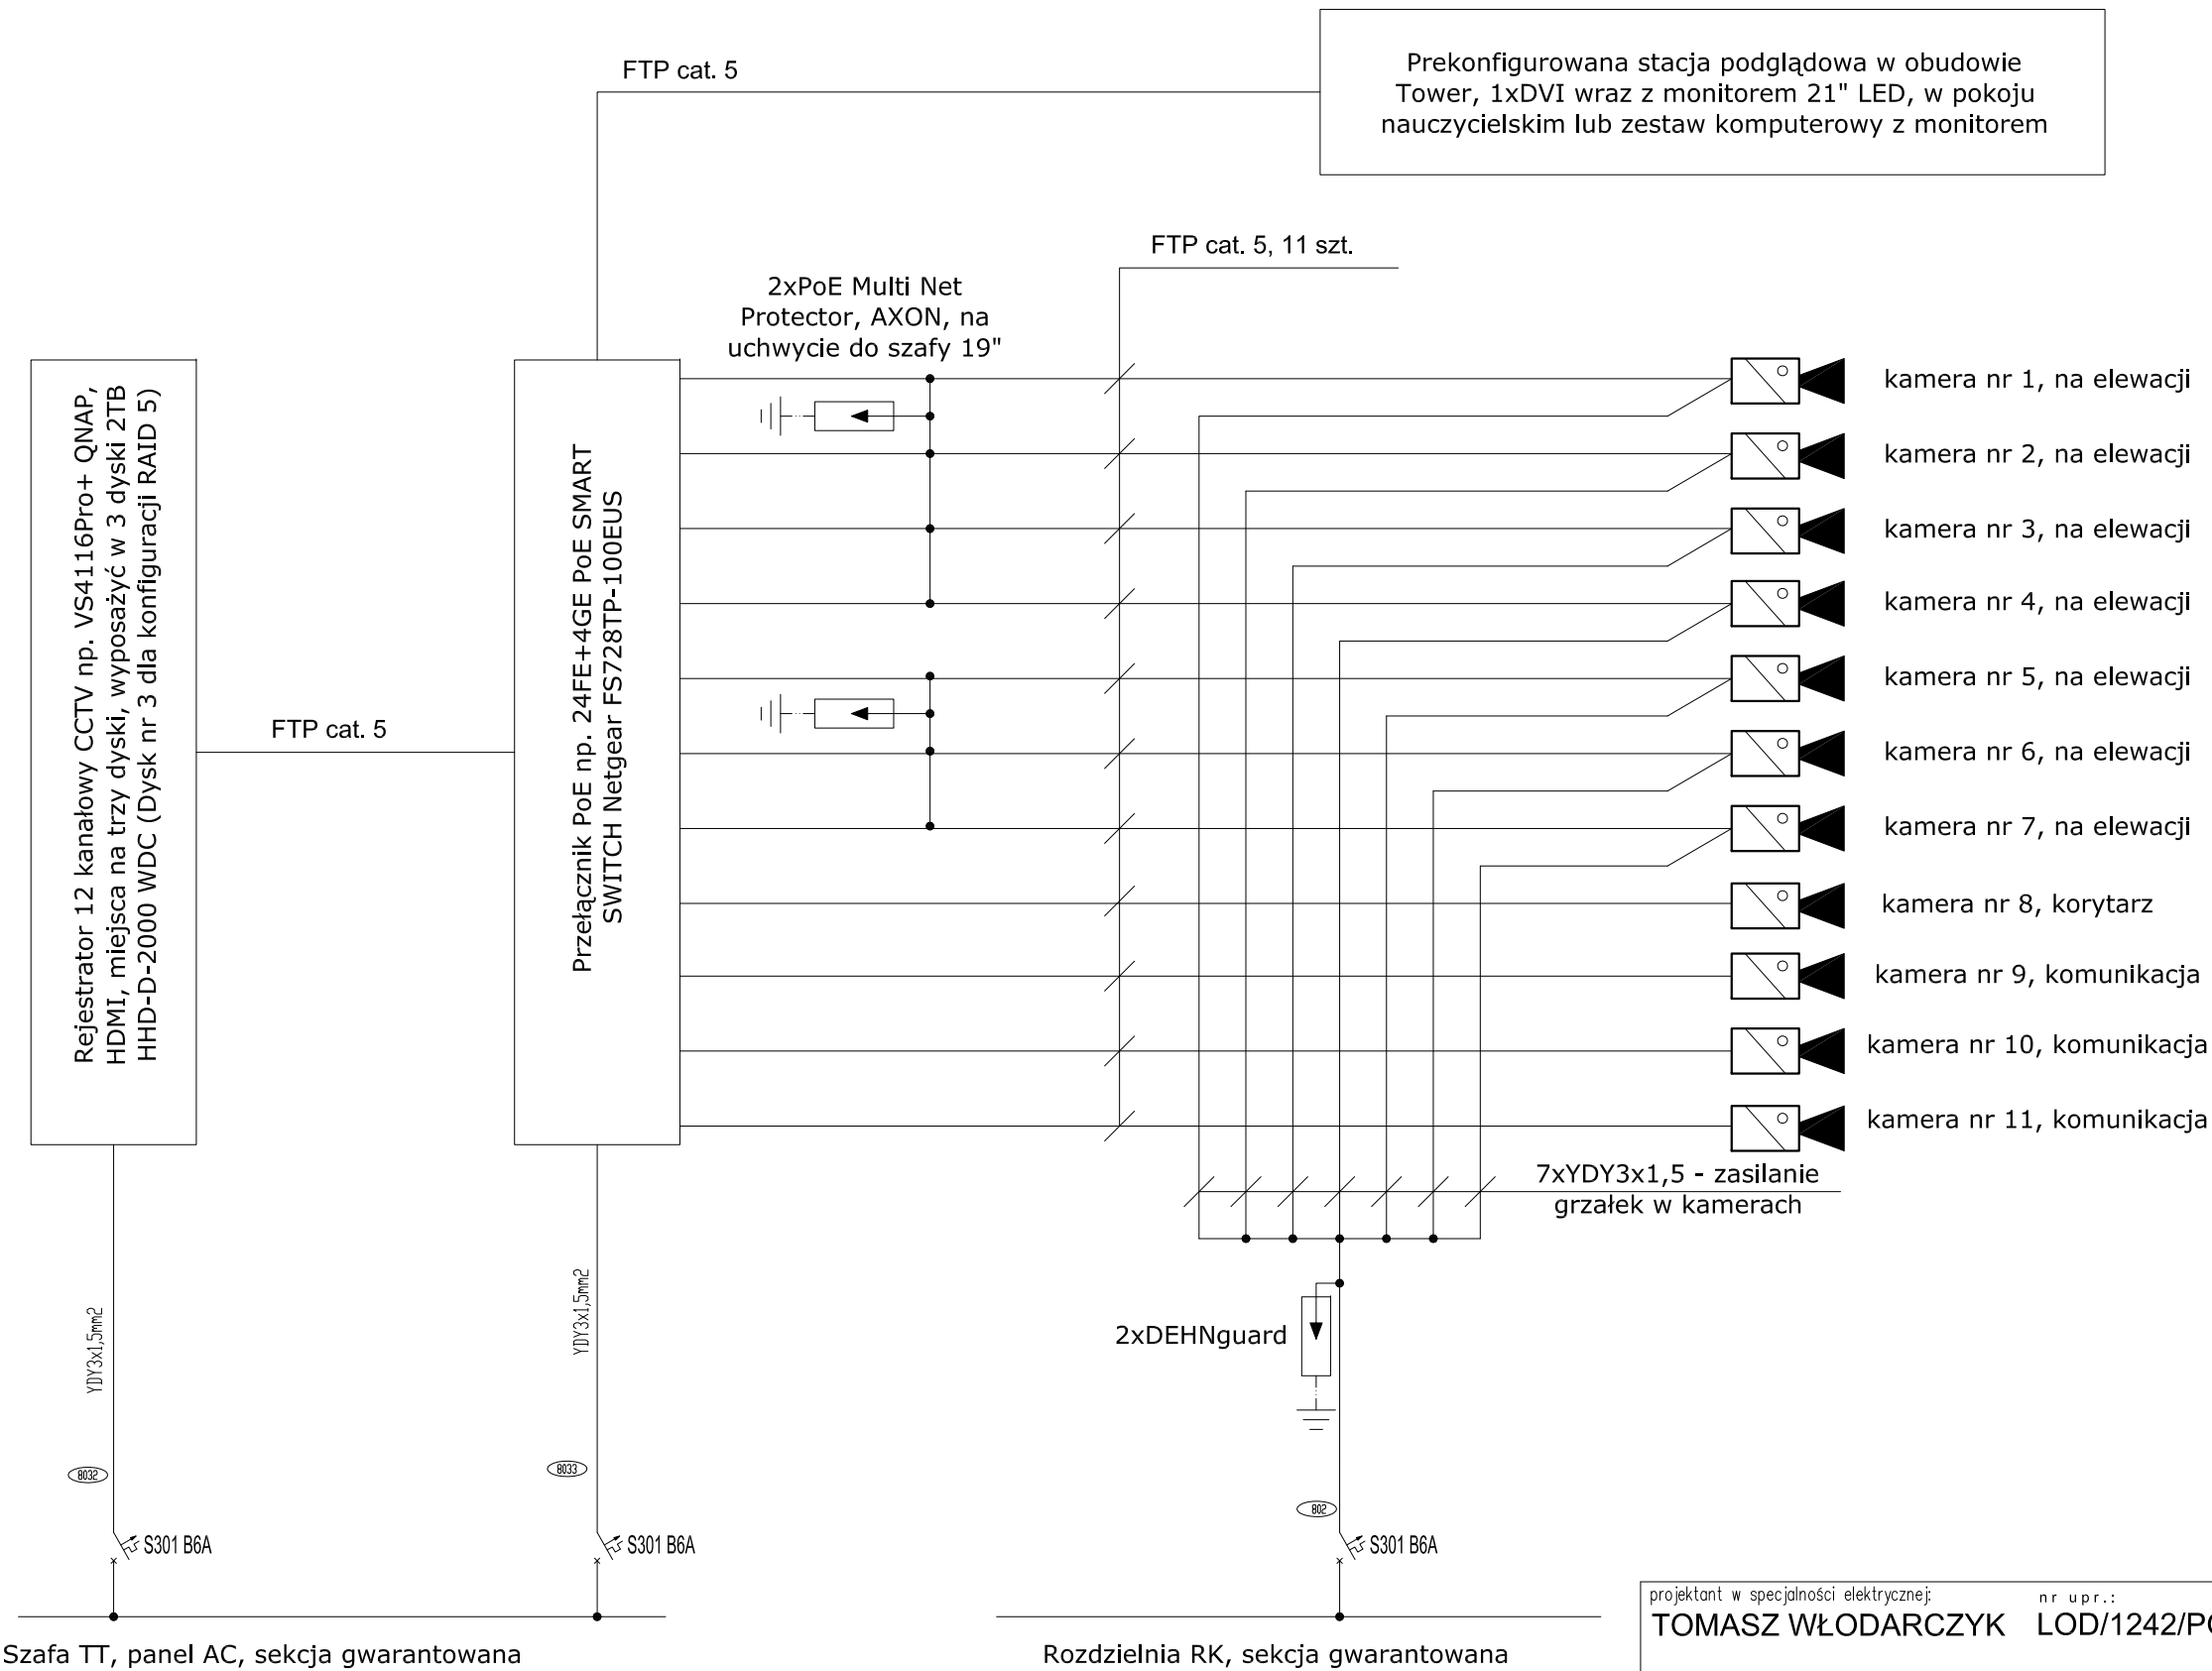 FTP cat. 5
Prekonfigurowana stacja podglądowa w obudowie
Tower, 1xDVI wraz z monitorem 21" LED, w pokoju
nauczycielskim lub zestaw komputerowy z monitorem
FTP cat. 5, 11 szt.
2xPoE Multi Net
Protector, AXON, na
uchwycie do szafy 19"
Rejestrator 12 kanałowy CCTV np. VS4116Pro+ QNAP,
HDMI, miejsca na trzy dyski, wyposażyć w 3 dyski 2TB
HHD-D-2000 WDC (Dysk nr 3 dla konfiguracji RAID 5)
FTP cat. 5
Przełącznik PoE np. 24FE+4GE PoE SMART
SWITCH Netgear FS728TP-100EUS
kamera nr 1, na elewacji
kamera nr 2, na elewacji
kamera nr 3, na elewacji
kamera nr 4, na elewacji
kamera nr 5, na elewacji
kamera nr 6, na elewacji
kamera nr 7, na elewacji
kamera nr 8, korytarz
kamera nr 9, komunikacja
kamera nr 10, komunikacja
kamera nr 11, komunikacja
7xYDY3x1,5 - zasilanie
grzałek w kamerach
YDY3x1,5mm2
YDY3x1,5mm2
2xDEHNguard
8032
8033
802
S301 B6A
S301 B6A
S301 B6A
Szafa TT, panel AC, sekcja gwarantowana
Rozdzielnia RK, sekcja gwarantowana
projektant w specjalności elektrycznej:
nr upr.:
TOMASZ WŁODARCZYK
LOD/1242/PO